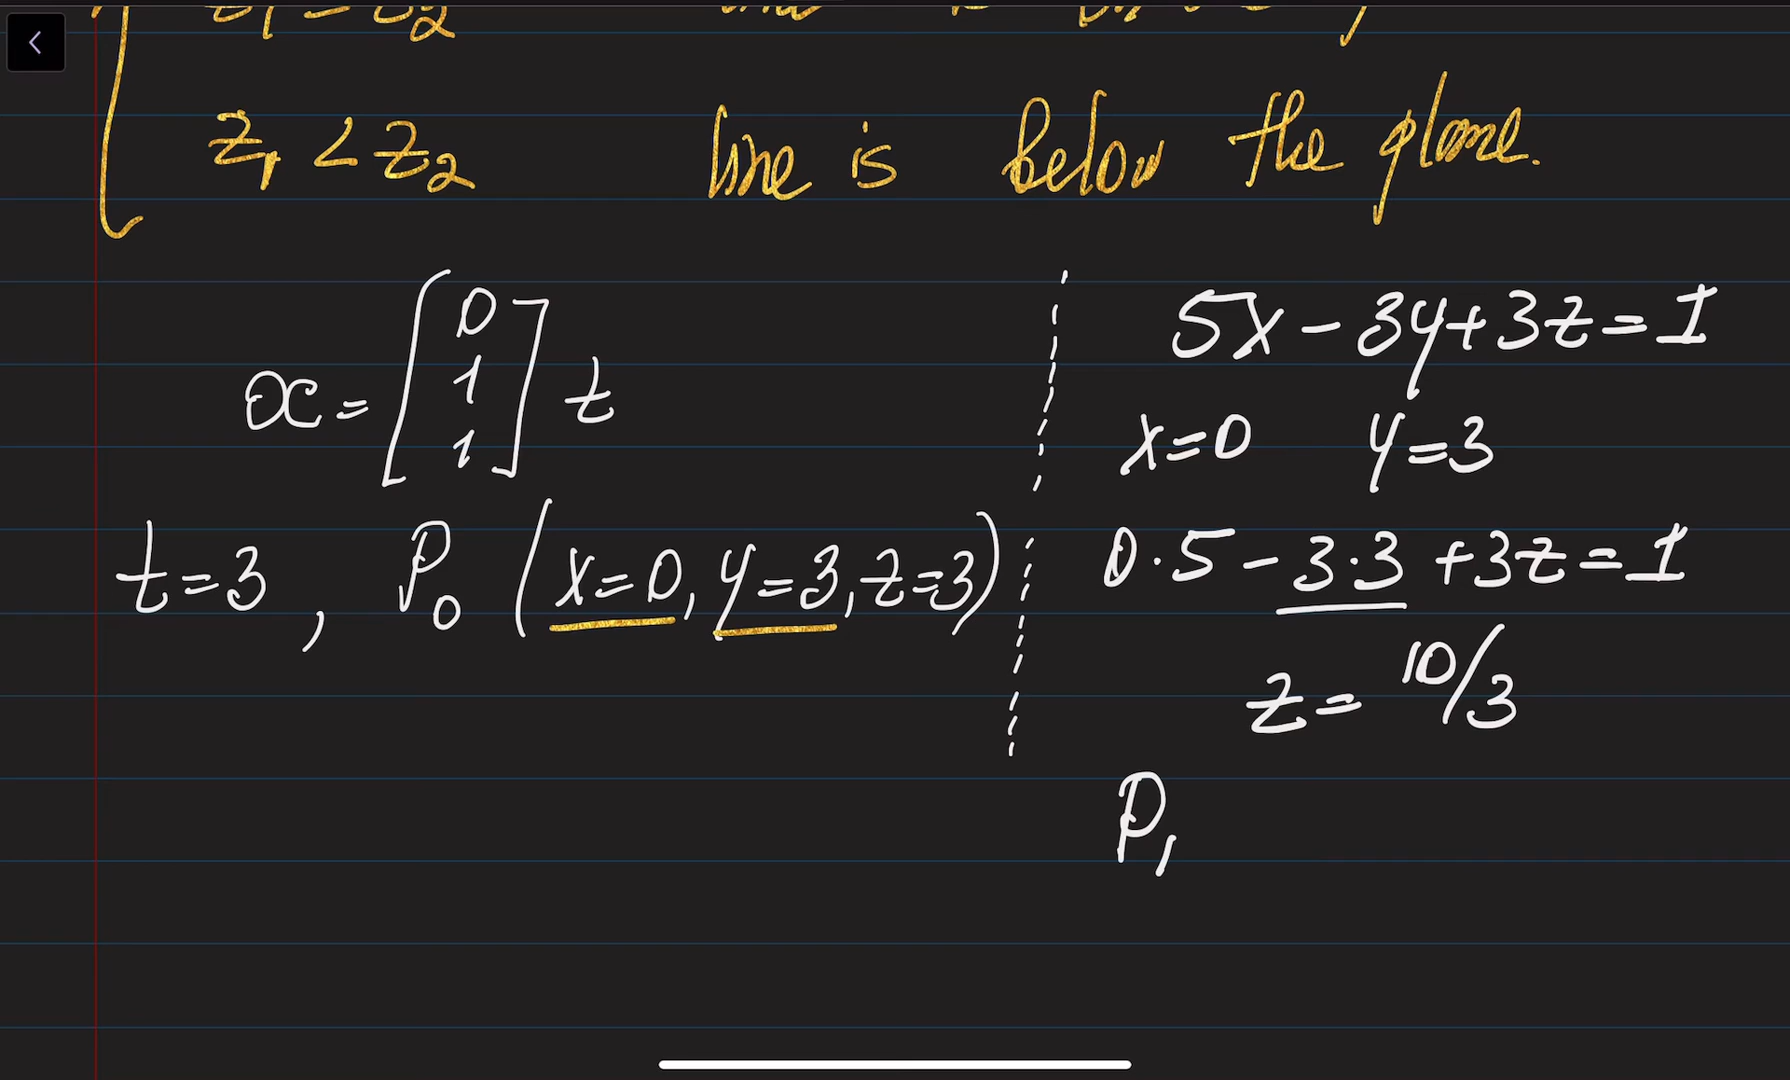 z₁ < z₂ line is below the plane.
x = [0 1 1] t
t=3, P₀ (x=0, y=3, z=3)
5x - 3y + 3z = 1
x=0 y=3
0·5 - 3·3 + 3z = 1
z = 10/3
P₁